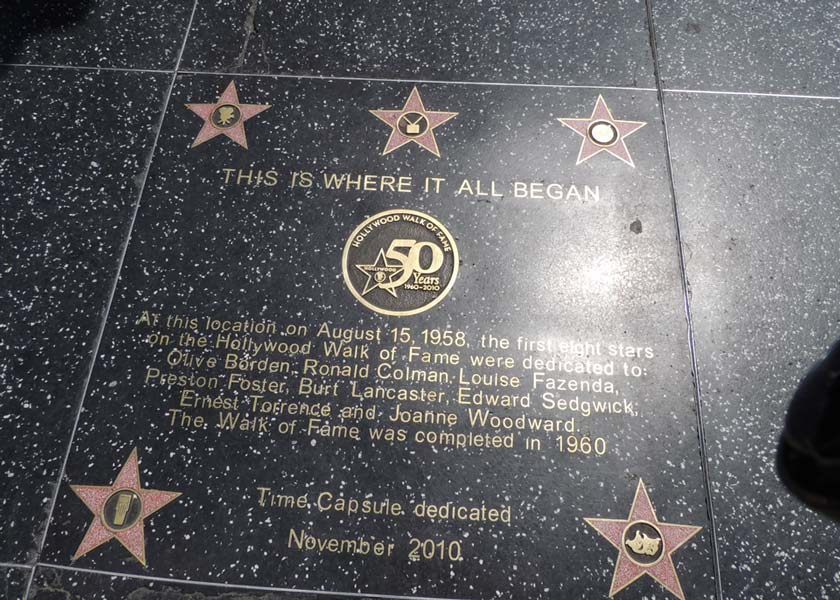 THIS IS WHERE IT ALL BEGAN
HOLLYWOOD WALK OF FAME
50
HOLLYWOOD
Years
1960-2010
At this location on August 15, 1958, the first eight stars
on the Hollywood Walk of Fame were dedicated to:
Olive Borden, Ronald Colman, Louise Fazenda,
Preston Foster, Burt Lancaster, Edward Sedgwick,
Ernest Torrence and Joanne Woodward.
The Walk of Fame was completed in 1960
Time Capsule dedicated
November 2010